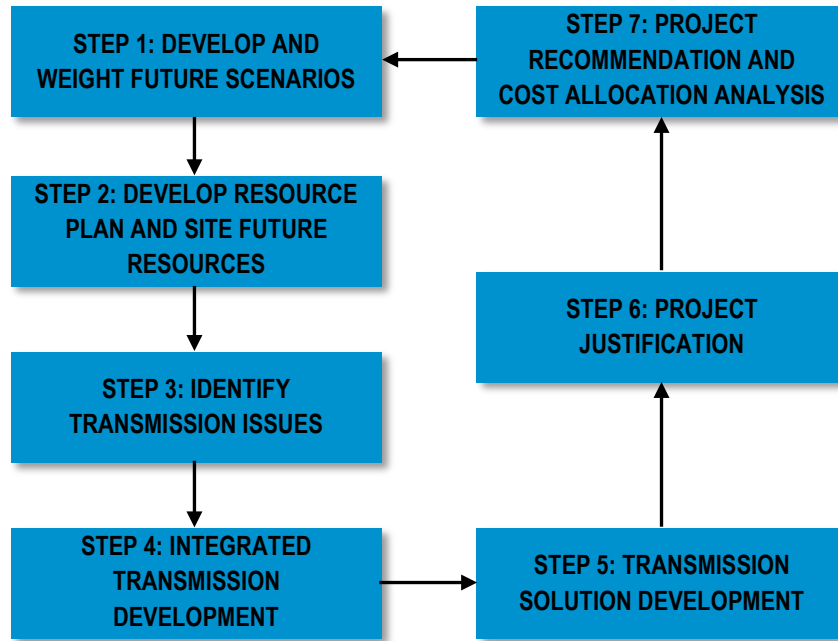 STEP 1: DEVELOP AND
WEIGHT FUTURE SCENARIOS
STEP 2: DEVELOP RESOURCE
PLAN AND SITE FUTURE
RESOURCES
STEP 3: IDENTIFY
TRANSMISSION ISSUES
STEP 4: INTEGRATED
TRANSMISSION
DEVELOPMENT
STEP 5: TRANSMISSION
SOLUTION DEVELOPMENT
STEP 6: PROJECT
JUSTIFICATION
STEP 7: PROJECT
RECOMMENDATION AND
COST ALLOCATION ANALYSIS